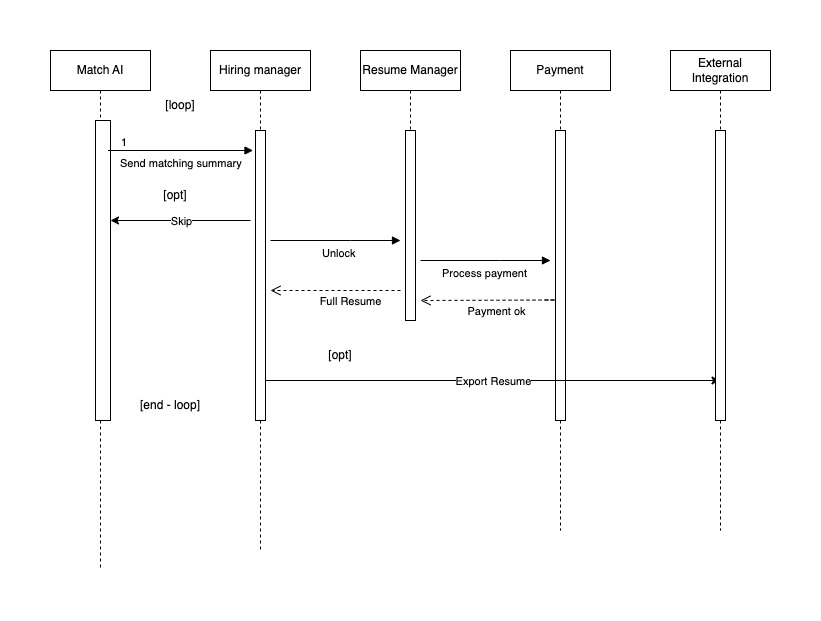 Match AI
Hiring manager
Resume Manager
Payment
External
Integration
[loop]
1
Send matching summary
[opt]
Skip
Unlock
Process payment
Full Resume
Payment ok
[opt]
Export Resume
[end - loop]